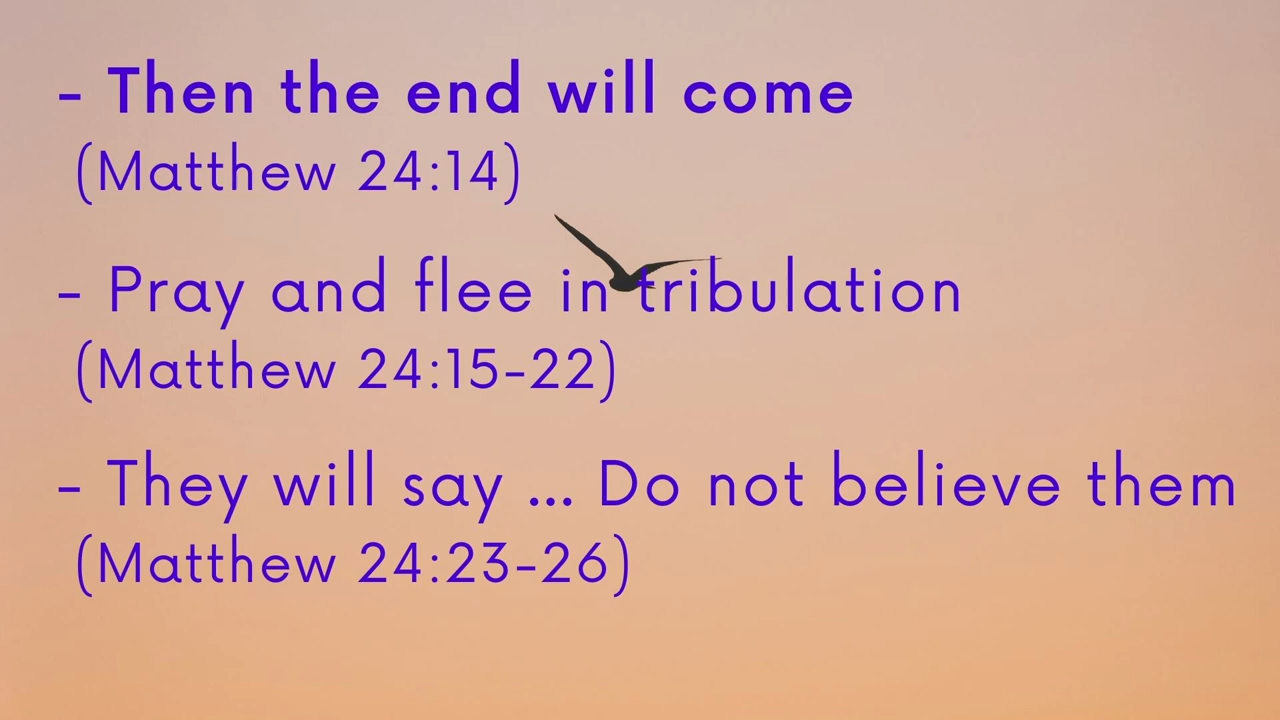 - Then the end will come
(Matthew 24:14)
- Pray and flee in tribulation
(Matthew 24:15-22)
- They will say ... Do not believe them
(Matthew 24:23-26)